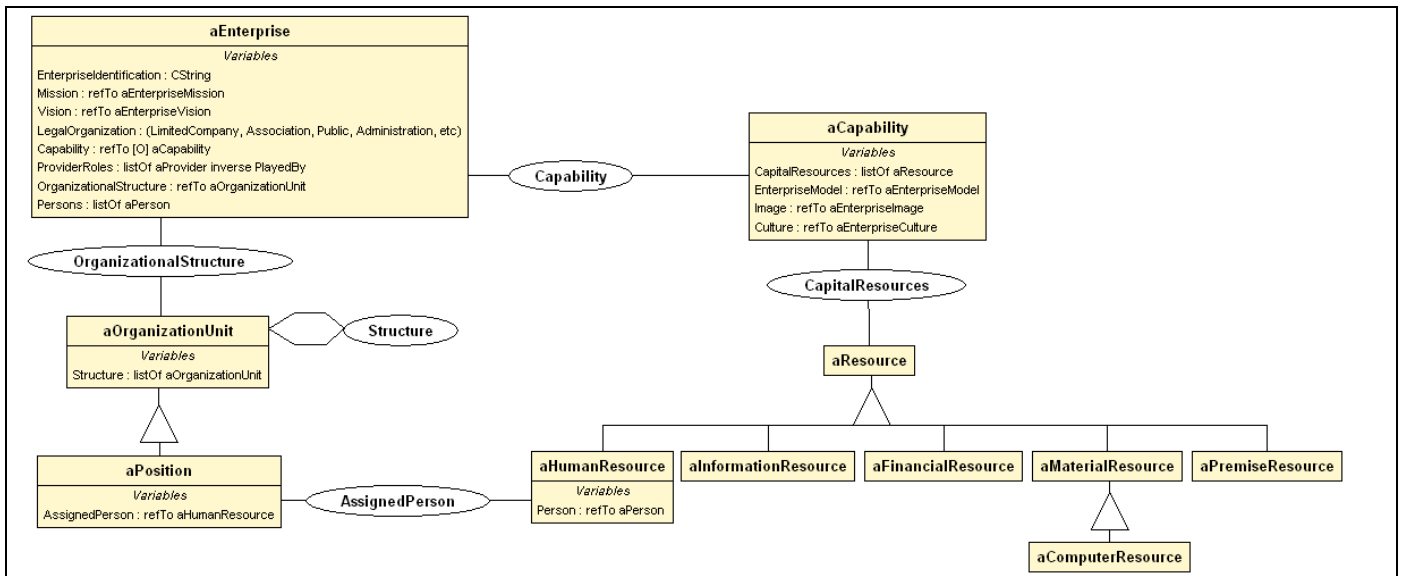 aEnterprise
Variables
EnterpriseIdentification : CString
Mission : refTo aEnterpriseMission
Vision : refTo aEnterpriseVision
LegalOrganization : (LimitedCompany, Association, Public, Administration, etc)
Capability : refTo [O] aCapability
ProviderRoles : listOf aProvider inverse PlayedBy
OrganizationalStructure : refTo aOrganizationUnit
Persons : listOf aPerson
Capability
aCapability
Variables
CapitalResources : listOf aResource
EnterpriseModel : refTo aEnterpriseModel
Image : refTo aEnterpriseImage
Culture : refTo aEnterpriseCulture
OrganizationalStructure
CapitalResources
aOrganizationUnit
Variables
Structure : listOf aOrganizationUnit
Structure
aResource
aPosition
Variables
AssignedPerson : refTo aHumanResource
AssignedPerson
aHumanResource
Variables
Person : refTo aPerson
aInformationResource
aFinancialResource
aMaterialResource
aPremiseResource
aComputerResource